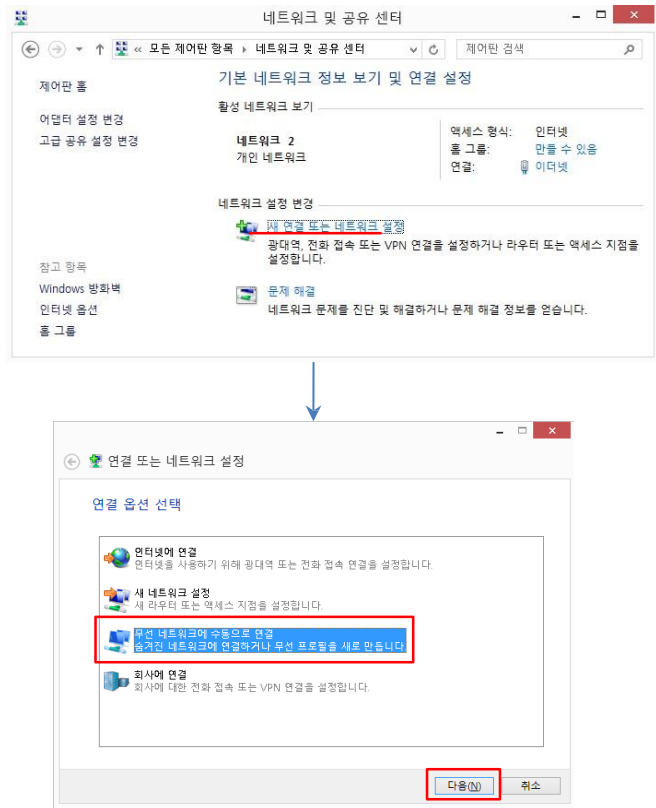 네트워크 및 공유 센터
« 모든 제어판 항목 ▸ 네트워크 및 공유 센터
제어판 검색
제어판 홈
어댑터 설정 변경
고급 공유 설정 변경
기본 네트워크 정보 보기 및 연결 설정
활성 네트워크 보기
네트워크 2
개인 네트워크
액세스 형식: 인터넷
홈 그룹: 만들 수 있음
연결: 이더넷
네트워크 설정 변경
새 연결 또는 네트워크 설정
광대역, 전화 접속 또는 VPN 연결을 설정하거나 라우터 또는 액세스 지점을
설정합니다.
문제 해결
네트워크 문제를 진단 및 해결하거나 문제 해결 정보를 얻습니다.
참고 항목
Windows 방화벽
인터넷 옵션
홈 그룹
연결 또는 네트워크 설정
연결 옵션 선택
인터넷에 연결
인터넷을 사용하기 위해 광대역 또는 전화 접속 연결을 설정합니다.
새 네트워크 설정
새 라우터 또는 액세스 지점을 설정합니다.
무선 네트워크에 수동으로 연결
숨겨진 네트워크에 연결하거나 무선 프로필을 새로 만듭니다.
회사에 연결
회사에 대한 전화 접속 또는 VPN 연결을 설정합니다.
다음(N)
취소